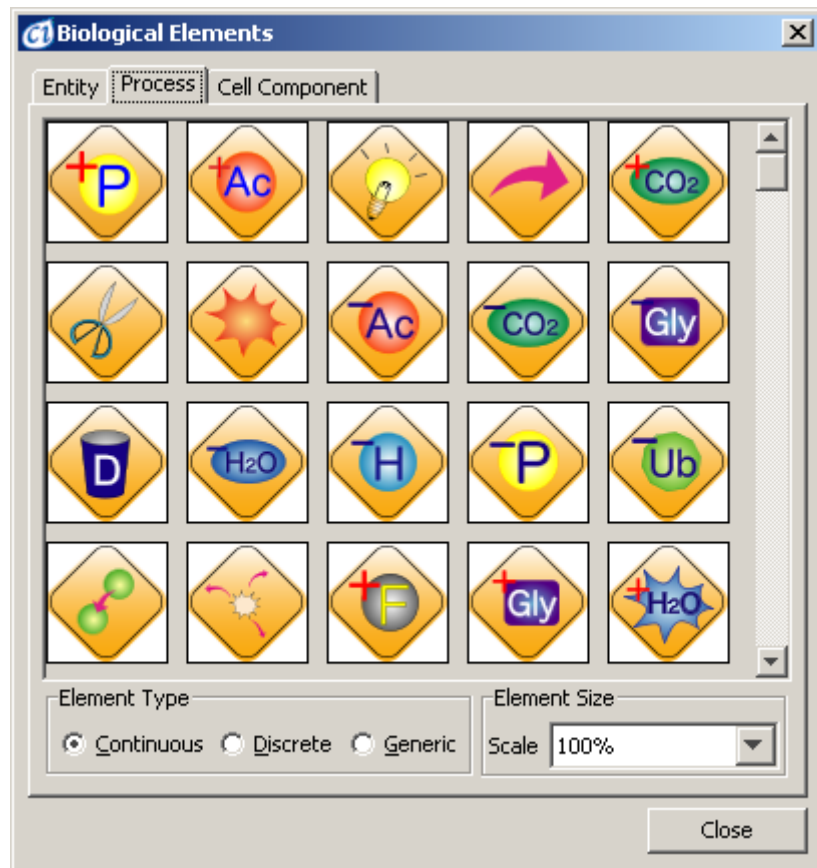 Ci Biological Elements
Entity Process Cell Component
+P +Ac +CO2
−Ac −CO2 −Gly
D −H2O −H −P −Ub
+F +Gly +H2O
Element Type Element Size
Continuous Discrete Generic Scale 100%
Close